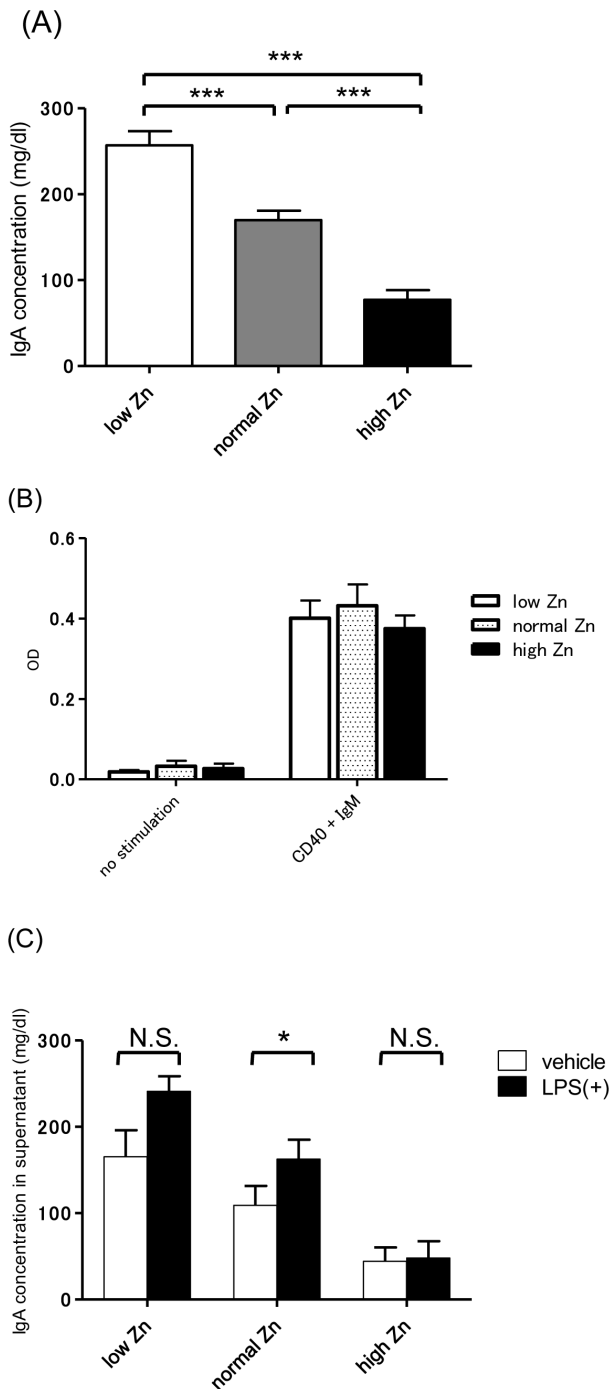 (A)
***
*** ***
IgA concentration (mg/dl)
300
200
100
0
low Zn
normal Zn
high Zn
(B)
OD
0.6
0.4
0.2
0.0
no stimulation
CD40 + IgM
low Zn
normal Zn
high Zn
(C)
IgA concentration in supernatant (mg/dl)
300
200
100
0
N.S. * N.S.
low Zn
normal Zn
high Zn
vehicle
LPS(+)